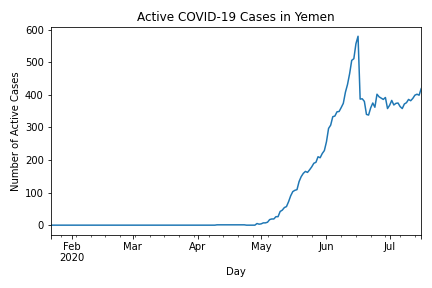 Active COVID-19 Cases in Yemen
600
500
400
300
200
100
0
Number of Active Cases
Feb Mar Apr May Jun Jul
2020
Day